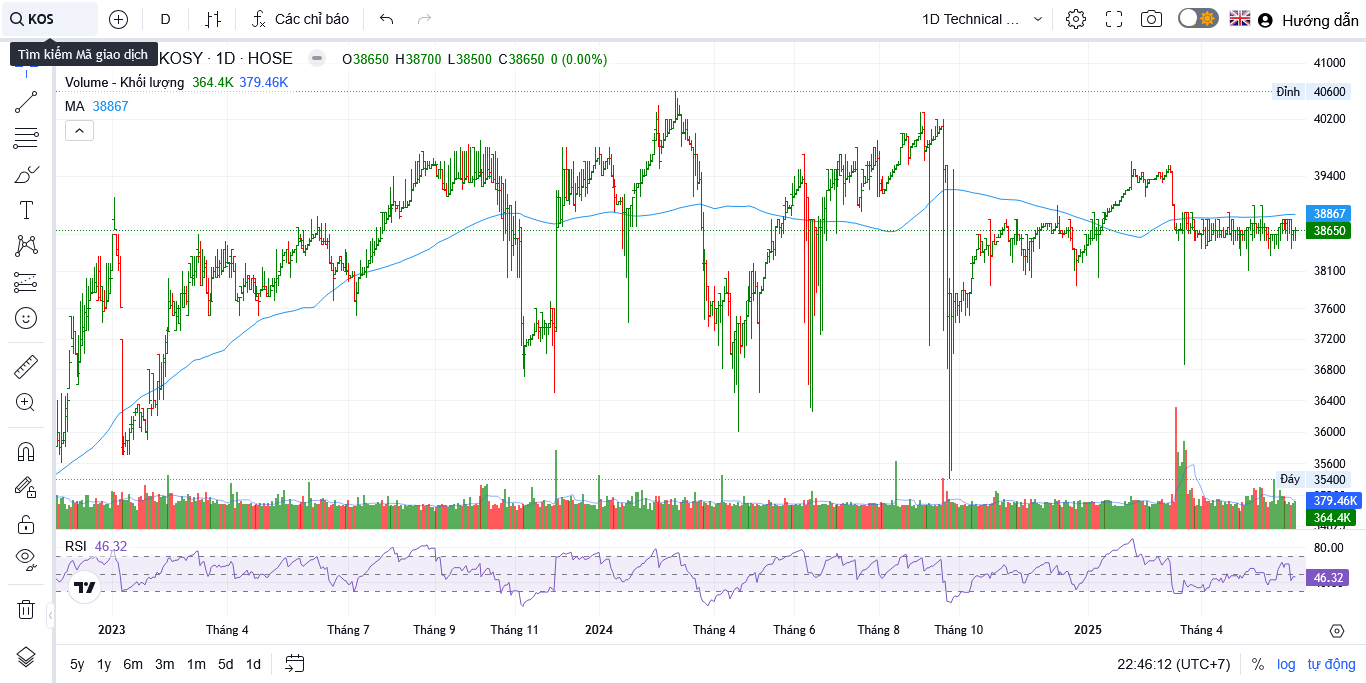 KOS
D
Các chỉ báo
1D Technical ...
Hướng dẫn
Tìm kiếm Mã giao dịch
KOSY · 1D · HOSE
O38650 H38700 L38500 C38650 0 (0.00%)
Volume - Khối lượng 364.4K 379.46K
MA 38867
41000
Đỉnh 40600
40200
39400
38867
38650
38100
37600
37200
36800
36400
36000
35600
Đáy 35400
379.46K
364.4K
RSI 46.32
80.00
46.32
2023
Tháng 4
Tháng 7
Tháng 9
Tháng 11
2024
Tháng 4
Tháng 6
Tháng 8
Tháng 10
2025
Tháng 4
5y 1y 6m 3m 1m 5d 1d
22:46:12 (UTC+7)
% log tự động